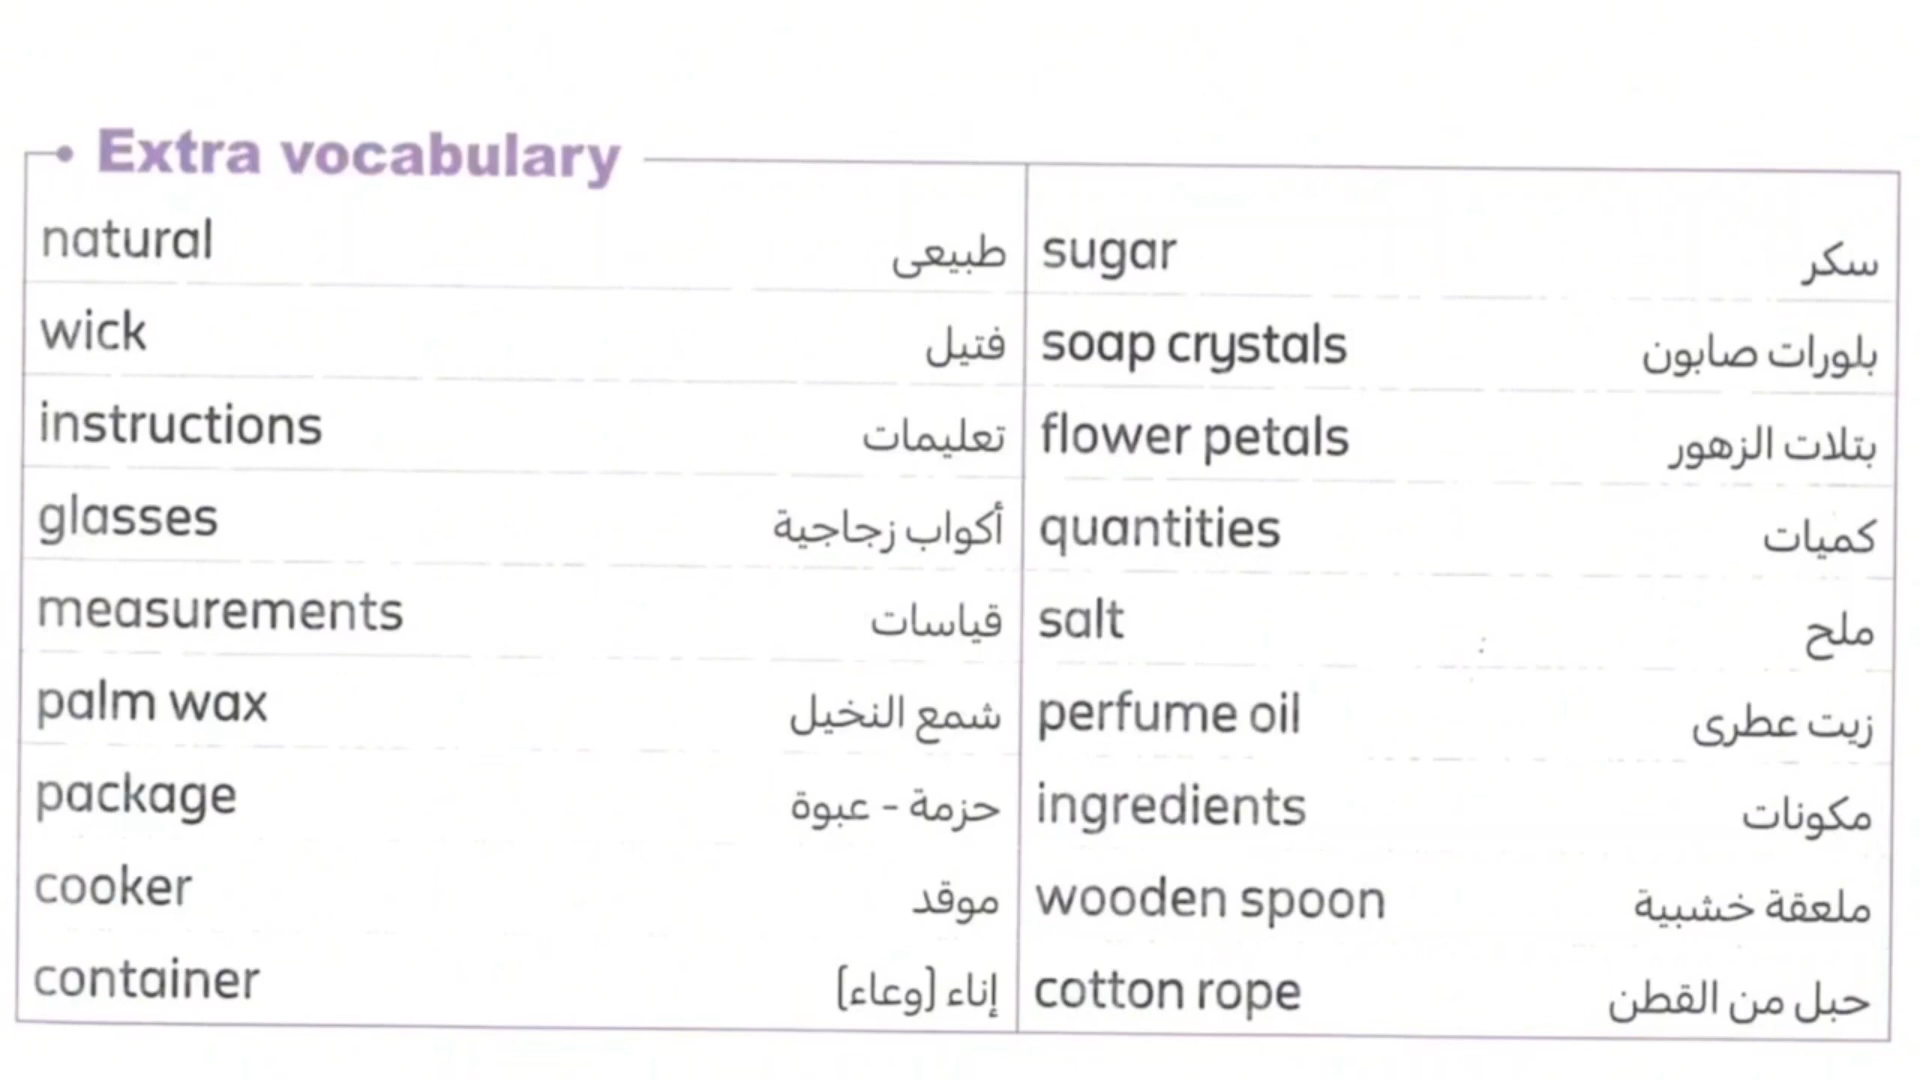 Extra vocabulary
natural طبيعى
wick فتيل
instructions تعليمات
glasses أكواب زجاجية
measurements قياسات
palm wax شمع النخيل
package حزمة - عبوة
cooker موقد
container إناء (وعاء)
sugar سكر
soap crystals بلورات صابون
flower petals بتلات الزهور
quantities كميات
salt ملح
perfume oil زيت عطرى
ingredients مكونات
wooden spoon ملعقة خشبية
cotton rope حبل من القطن